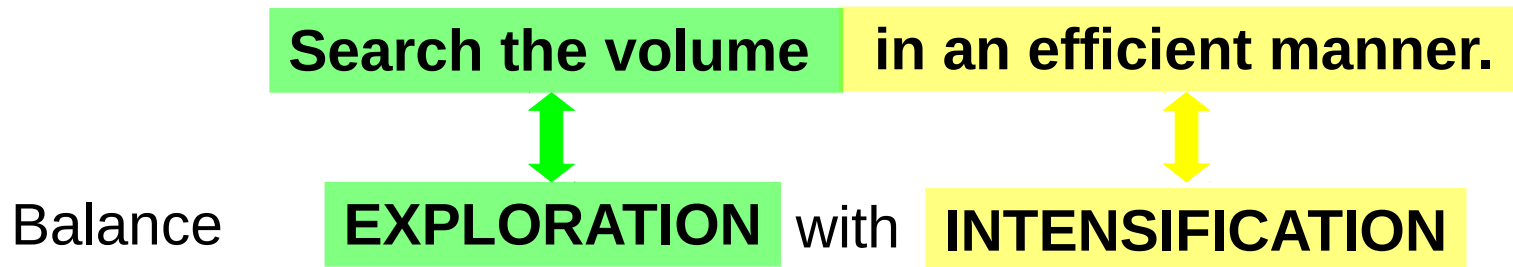 Search the volume in an efficient manner.
Balance EXPLORATION with INTENSIFICATION